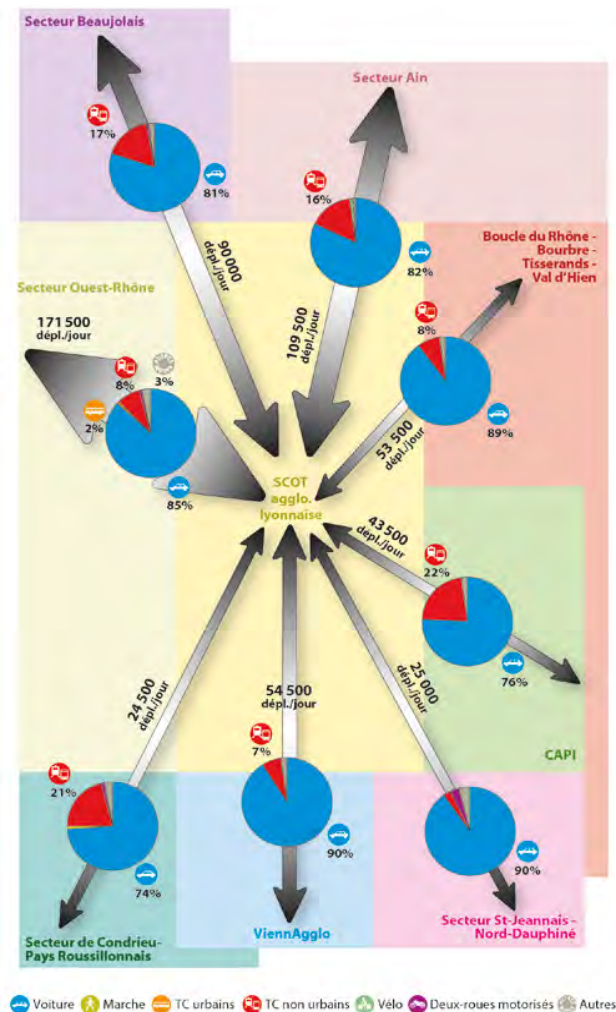 Secteur Beaujolais
17%
81%
90 000
dépl./jour
Secteur Ain
16%
82%
109 500
dépl./jour
Boucle du Rhône -
Bourbre -
Tisserands -
Val d'Hien
8%
89%
53 500
dépl./jour
Secteur Ouest-Rhône
171 500
dépl./jour
8%
3%
2%
85%
SCOT
agglo.
lyonnaise
43 500
dépl./jour
22%
76%
CAPI
24 500
dépl./jour
21%
74%
Secteur de Condrieu-
Pays Roussillonnais
54 500
dépl./jour
7%
90%
ViennAgglo
25 000
dépl./jour
90%
Secteur St-Jeannais -
Nord-Dauphiné
Voiture Marche TC urbains TC non urbains Vélo Deux-roues motorisés Autres